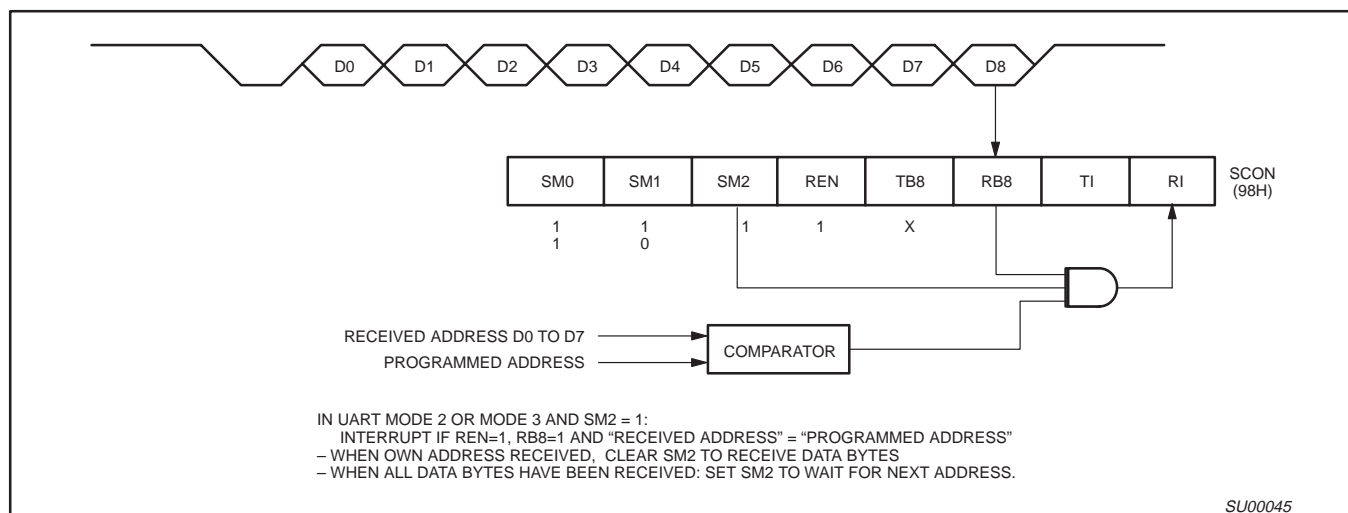 D0 D1 D2 D3 D4 D5 D6 D7 D8
SM0 SM1 SM2 REN TB8 RB8 TI RI
SCON
(98H)
1 1 1 1 X
1 0
RECEIVED ADDRESS D0 TO D7
PROGRAMMED ADDRESS
COMPARATOR
IN UART MODE 2 OR MODE 3 AND SM2 = 1:
INTERRUPT IF REN=1, RB8=1 AND “RECEIVED ADDRESS” = “PROGRAMMED ADDRESS”
– WHEN OWN ADDRESS RECEIVED, CLEAR SM2 TO RECEIVE DATA BYTES
– WHEN ALL DATA BYTES HAVE BEEN RECEIVED: SET SM2 TO WAIT FOR NEXT ADDRESS.
SU00045